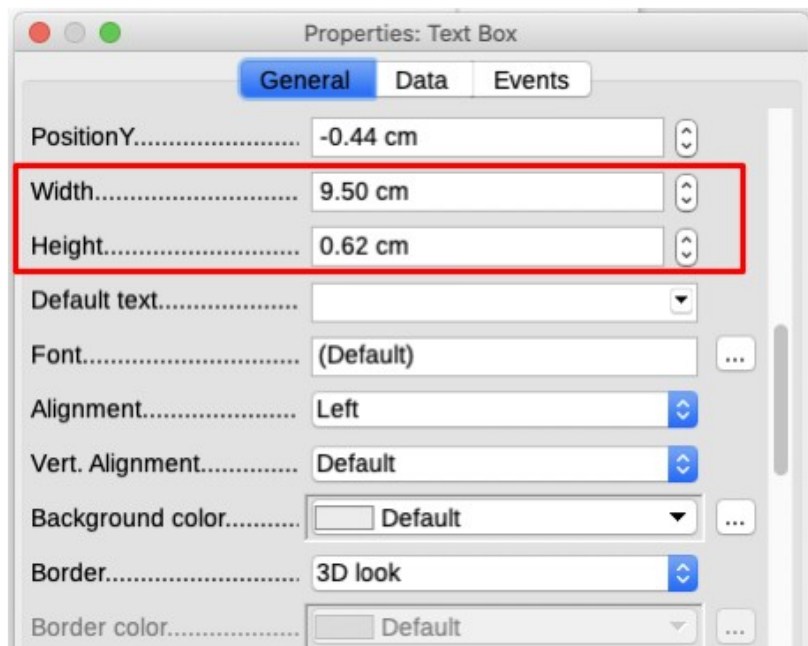 Properties: Text Box
General Data Events
PositionY........................... -0.44 cm
Width.............................. 9.50 cm
Height............................. 0.62 cm
Default text.....................
Font................................ (Default) ...
Alignment...................... Left
Vert. Alignment.............. Default
Background color........... Default ...
Border............................ 3D look
Border color................... Default ...